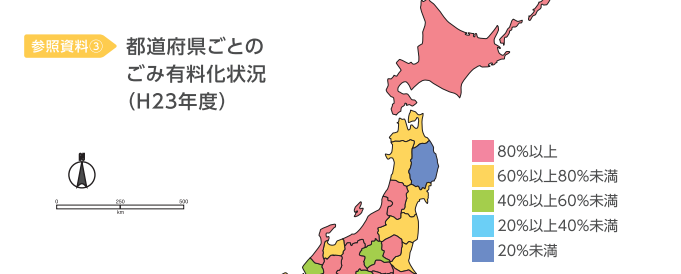 参照資料③
都道府県ごとの
ごみ有料化状況
（H23年度）
N
0 250 500
km
80%以上
60%以上80%未満
40%以上60%未満
20%以上40%未満
20%未満